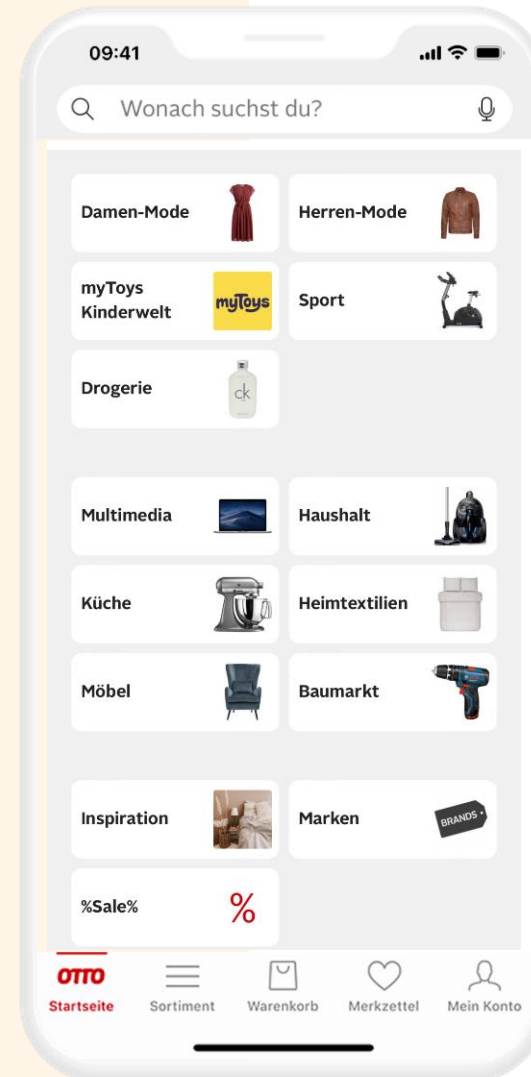 09:41
Wonach suchst du?
Damen-Mode
Herren-Mode
myToys
Kinderwelt
myToys
Sport
Drogerie
ck
Multimedia
Haushalt
Küche
Heimtextilien
Möbel
Baumarkt
Inspiration
Marken
BRANDS
%Sale%
%
OTTO
Startseite
Sortiment
Warenkorb
Merkzettel
Mein Konto